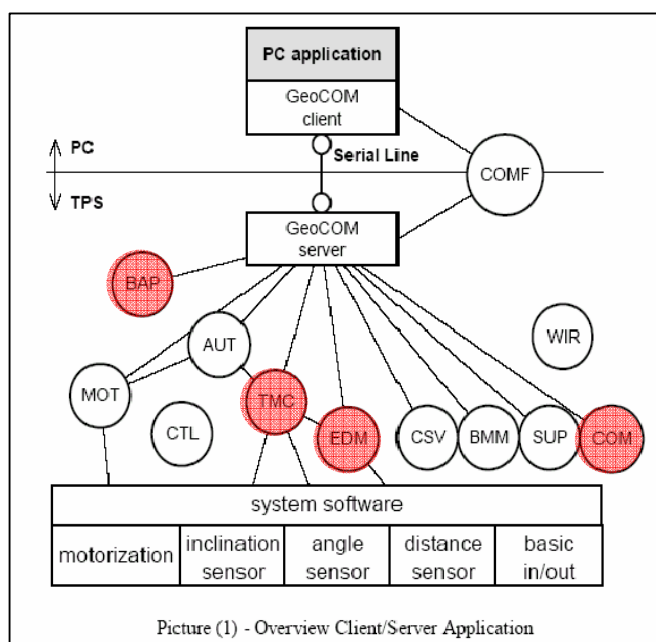 PC application
GeoCOM
client
PC
Serial Line
COMF
TPS
GeoCOM
server
BAP
AUT
WIR
MOT
TMC
CTL
EDM
CSV
BMM
SUP
COM
system software
motorization
inclination
sensor
angle
sensor
distance
sensor
basic
in/out
Picture (1) - Overview Client/Server Application